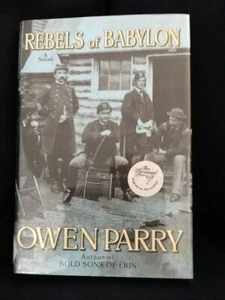 REBELS of BABYLON
A Novel
OWEN PARRY
Author of
BOLD SONS OF ERIN